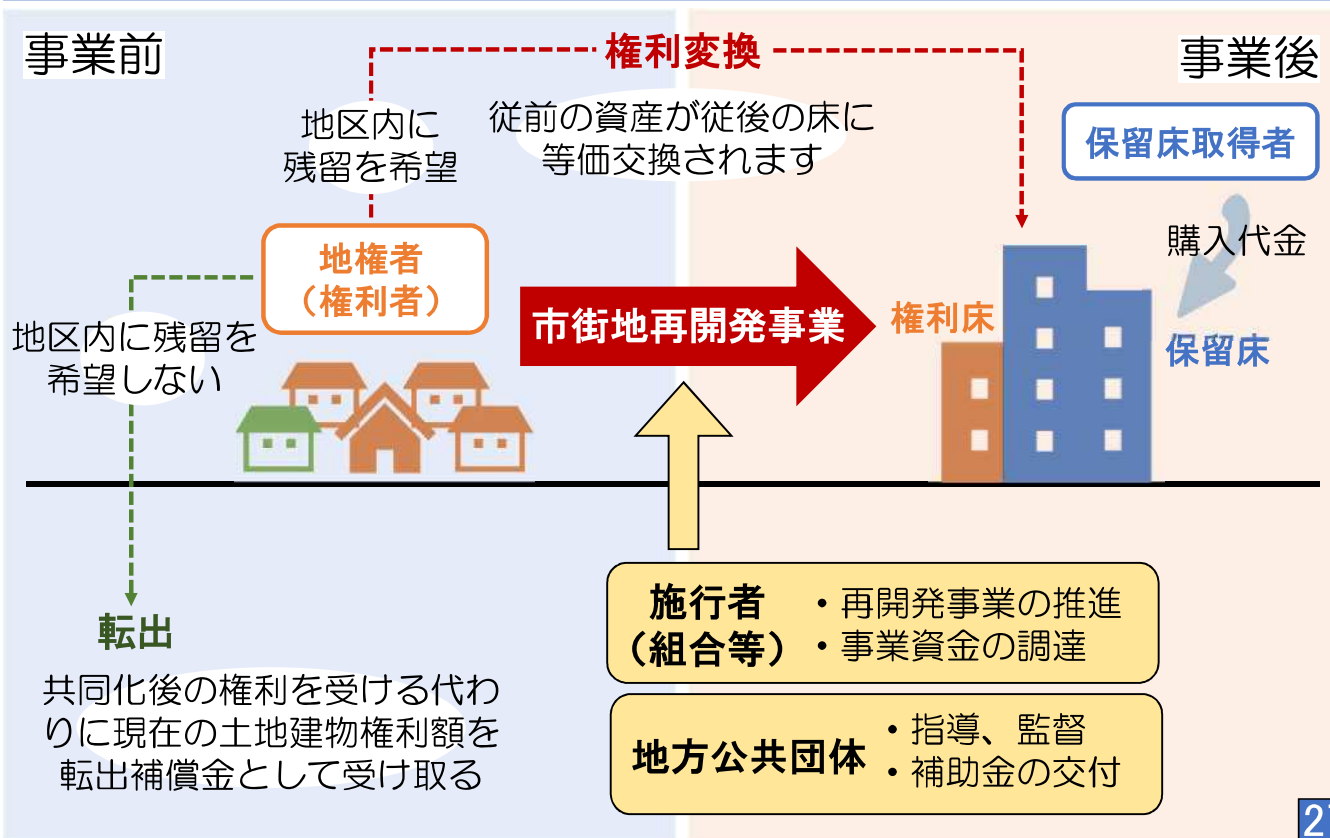 事業前
権利変換
事業後
地区内に
残留を希望
従前の資産が従後の床に
等価交換されます
保留床取得者
購入代金
地権者
（権利者）
地区内に残留を
希望しない
市街地再開発事業
権利床
保留床
転出
共同化後の権利を受ける代わ
りに現在の土地建物権利額を
転出補償金として受け取る
施行者
（組合等）
・再開発事業の推進
・事業資金の調達
地方公共団体
・指導、監督
・補助金の交付